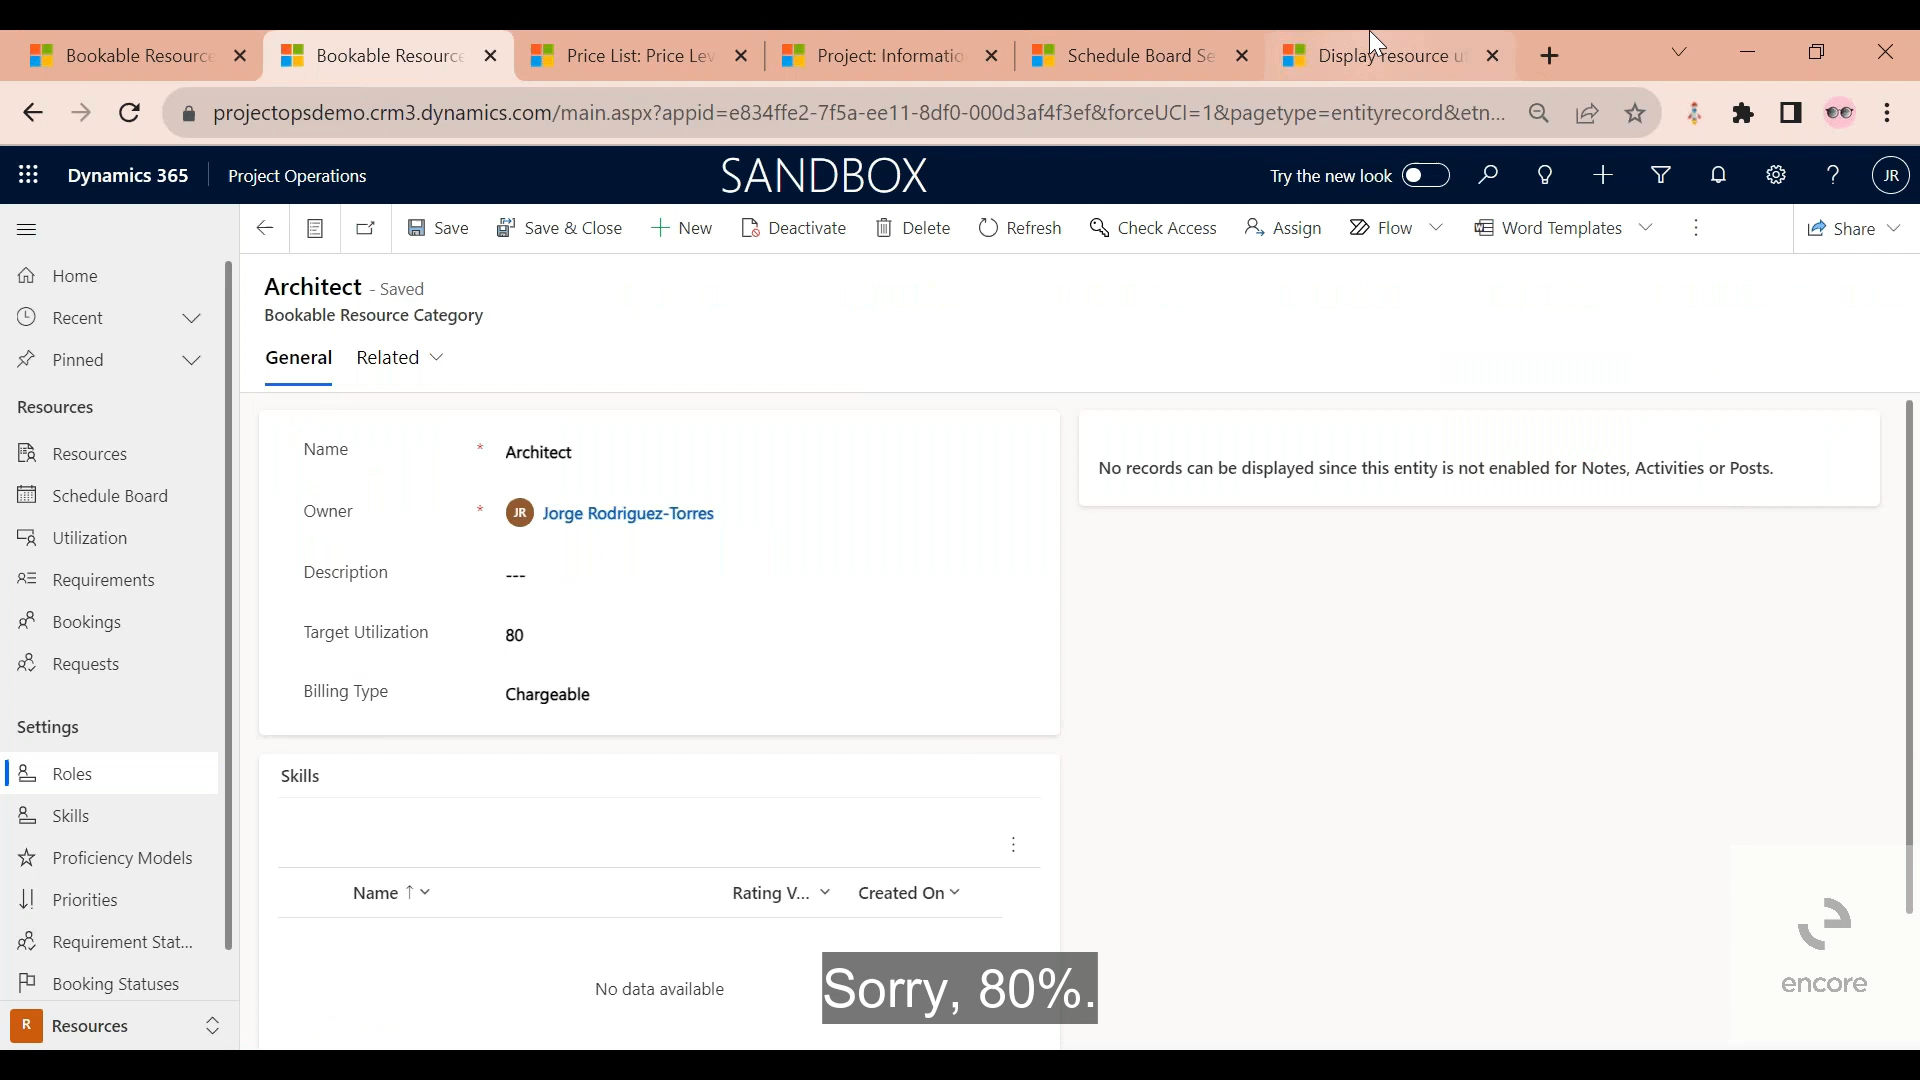 Bookable Resource
Bookable Resource
Price List: Price Lev
Project: Informatio
Schedule Board Se
Display resource u
projectopsdemo.crm3.dynamics.com/main.aspx?appid=e834ffe2-7f5a-ee11-8df0-000d3af4f3ef&forceUCI=1&pagetype=entityrecord&etn...
Dynamics 365
Project Operations
SANDBOX
Try the new look
JR
Save
Save & Close
New
Deactivate
Delete
Refresh
Check Access
Assign
Flow
Word Templates
Share
Home
Recent
Pinned
Resources
Resources
Schedule Board
Utilization
Requirements
Bookings
Requests
Settings
Roles
Skills
Proficiency Models
Priorities
Requirement Stat...
Booking Statuses
R Resources
Architect - Saved
Bookable Resource Category
General Related
Name * Architect
Owner * JR Jorge Rodriguez-Torres
Description ---
Target Utilization 80
Billing Type Chargeable
No records can be displayed since this entity is not enabled for Notes, Activities or Posts.
Skills
Name ↑ Rating V... Created On
No data available
Sorry, 80%.
encore